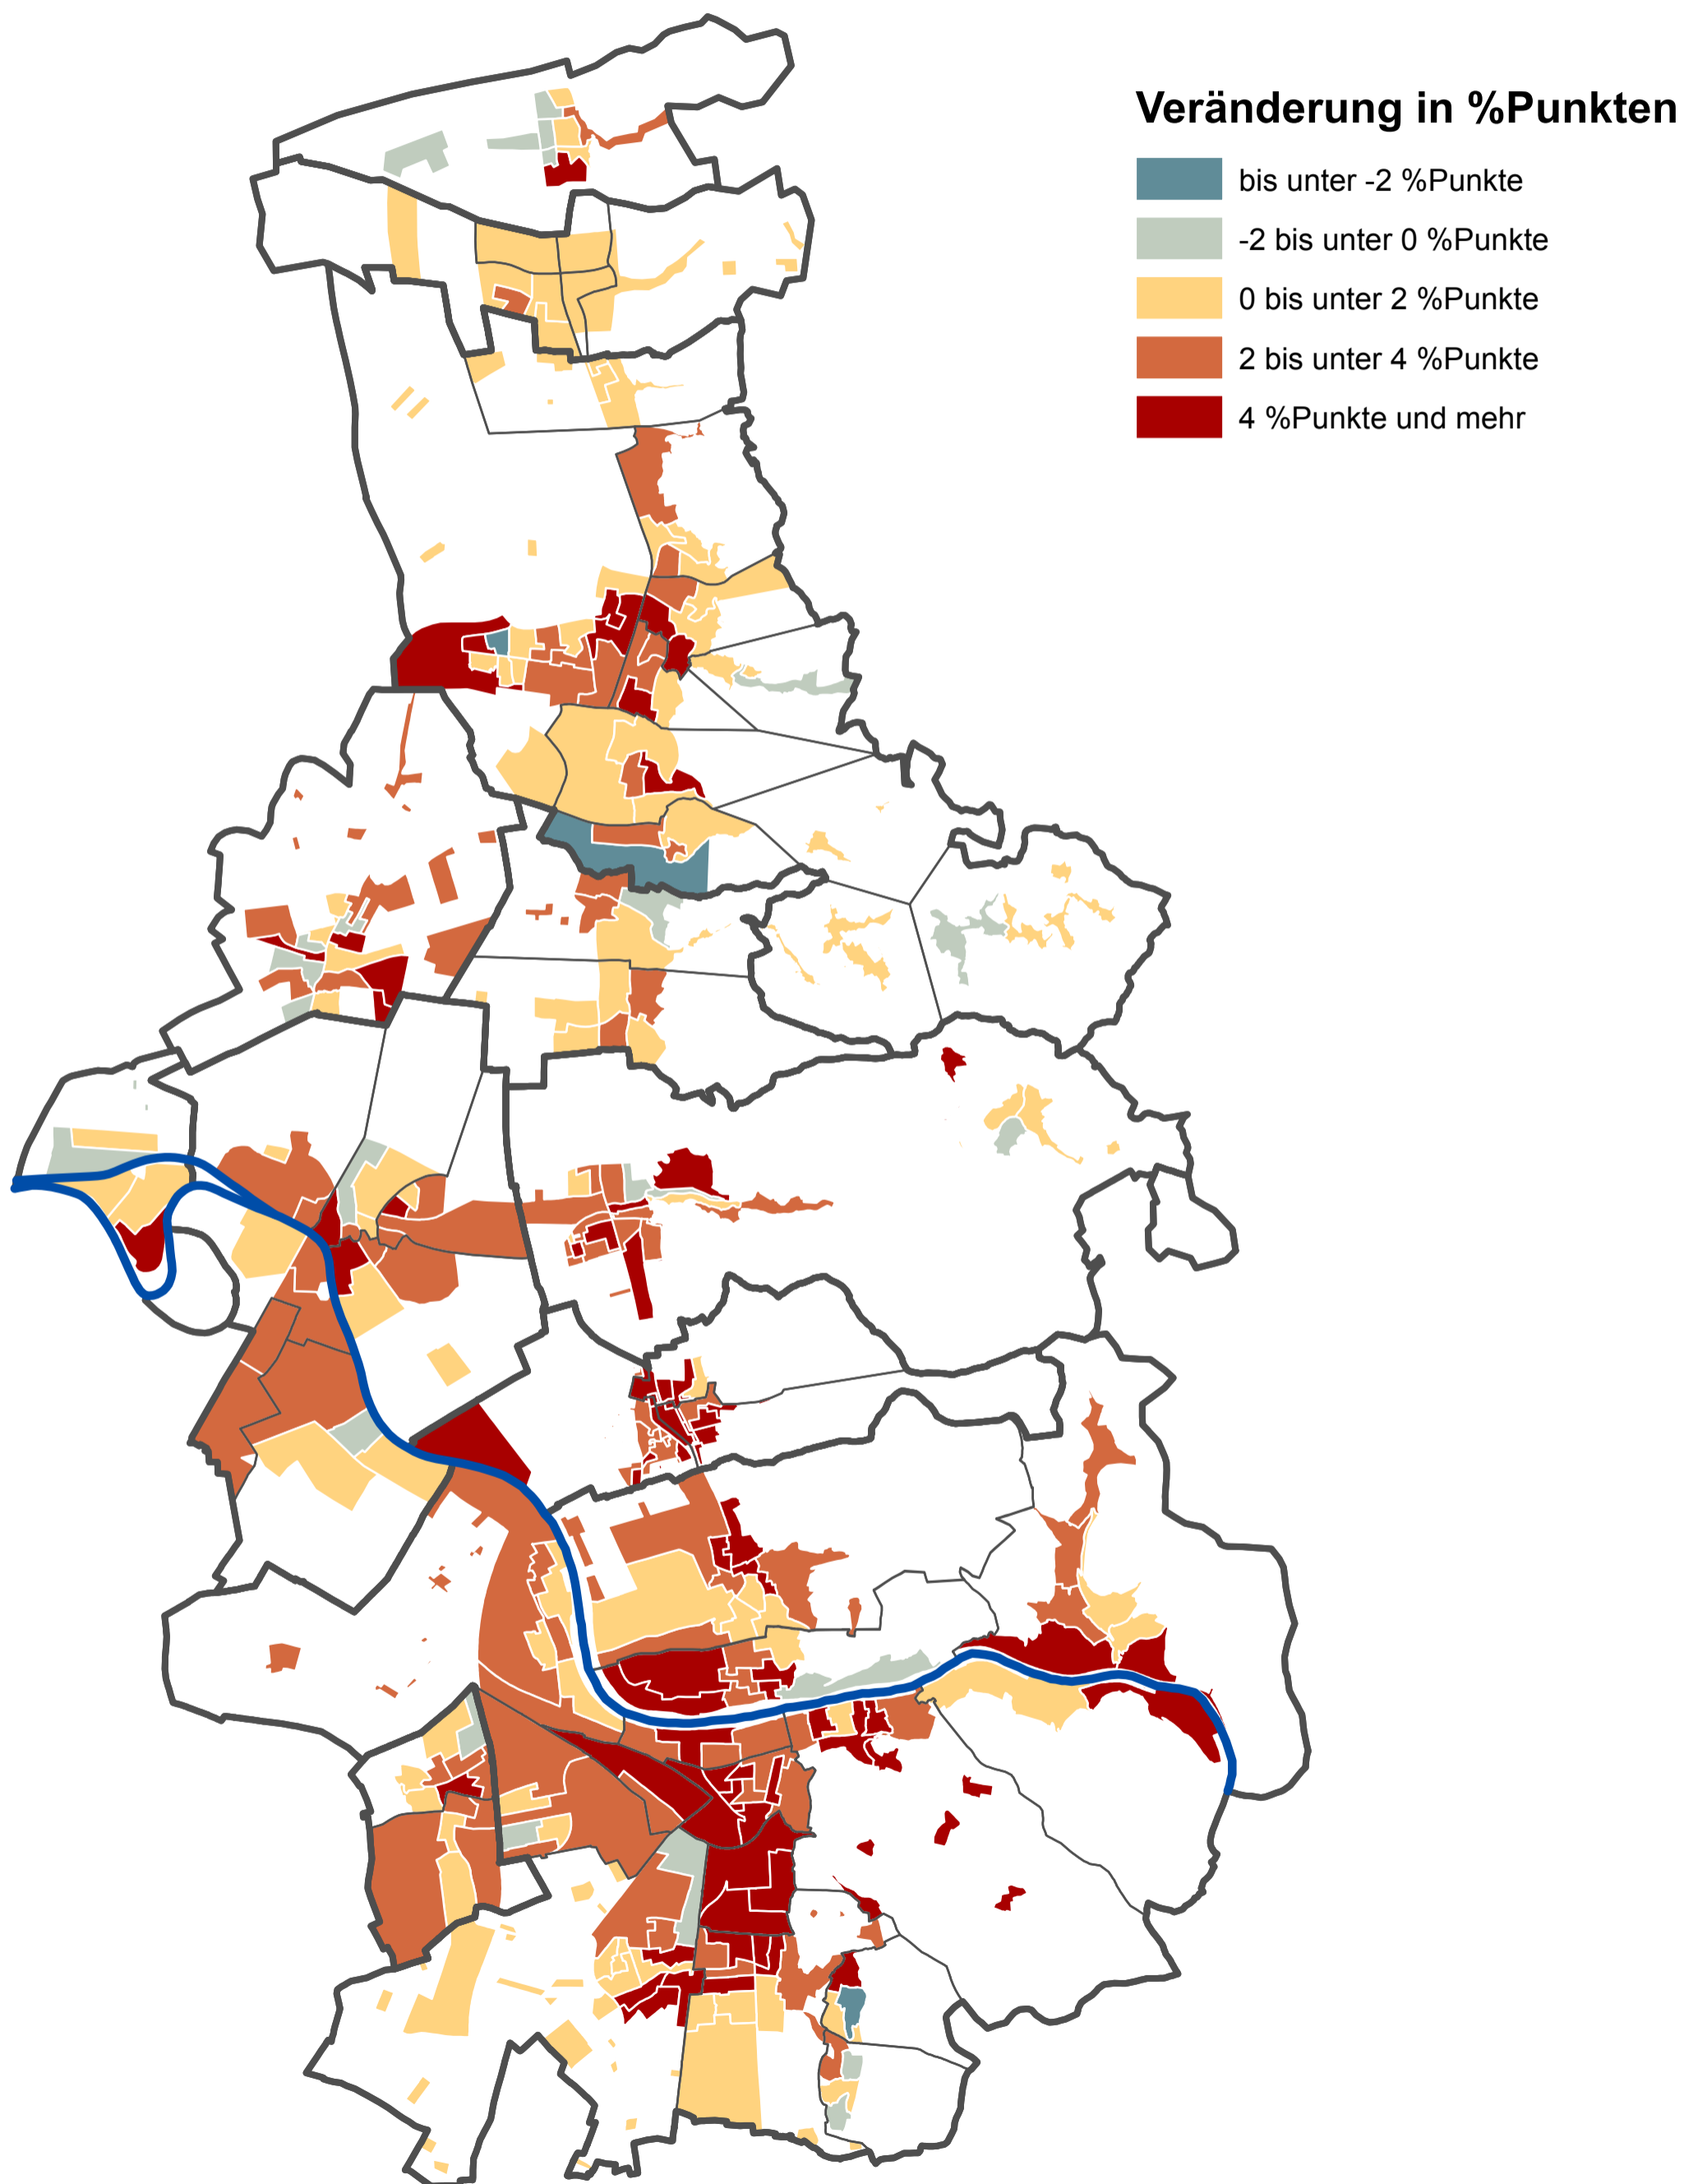 Veränderung in %Punkten
bis unter -2 %Punkte
-2 bis unter 0 %Punkte
0 bis unter 2 %Punkte
2 bis unter 4 %Punkte
4 %Punkte und mehr